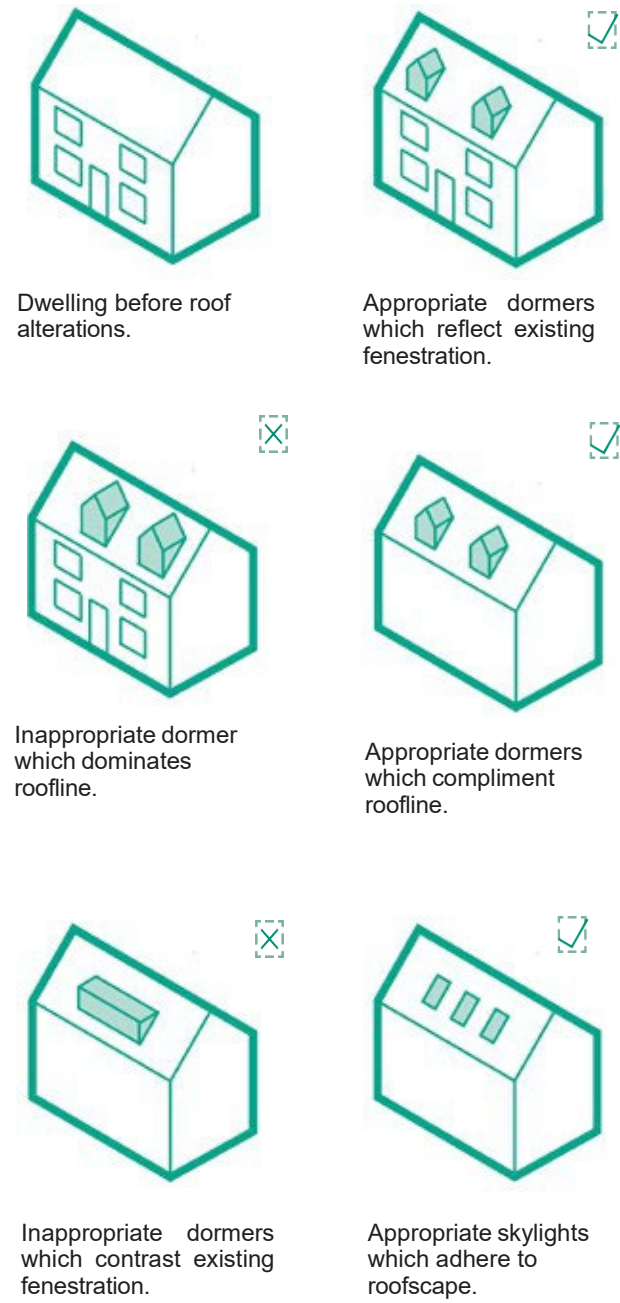 Dwelling before roof
alterations.
Appropriate dormers
which reflect existing
fenestration.
Inappropriate dormer
which dominates
roofline.
Appropriate dormers
which compliment
roofline.
Inappropriate dormers
which contrast existing
fenestration.
Appropriate skylights
which adhere to
roofscape.